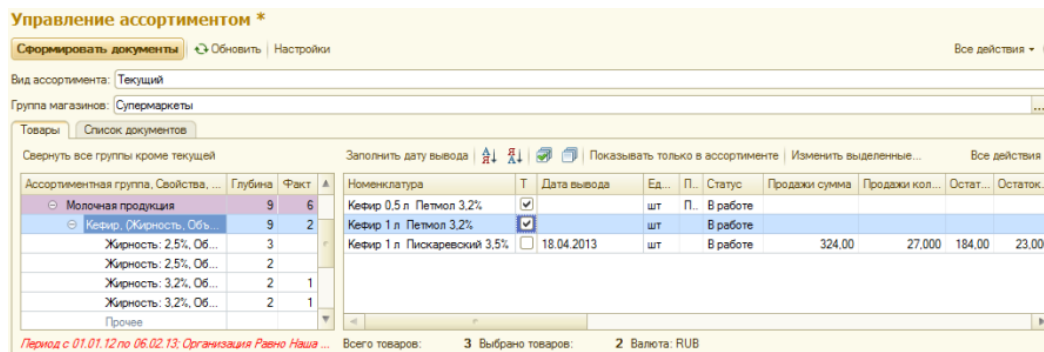 Управление ассортиментом *
Сформировать документы Обновить Настройки Все действия
Вид ассортимента: Текущий
Группа магазинов: Супермаркеты ...
Товары Список документов
Свернуть все группы кроме текущей Заполнить дату вывода Показывать только в ассортименте Изменить выделенные... Все действия
Ассортиментная группа, Свойства, ... Глубина Факт Номенклатура Т Дата вывода Ед... П.. Статус Продажи сумма Продажи кол... Остат... Остаток...
Молочная продукция 9 6 Кефир 0,5 л Петмол 3,2% шт П.. В работе
Кефир, (Жирность, Объ... 9 2 Кефир 1 л Петмол 3,2% шт В работе
Жирность: 2,5%, Об... 3 Кефир 1 л Пискаревский 3,5% 18.04.2013 шт В работе 324,00 27,000 184,00 23,00
Жирность: 2,5%, Об... 2
Жирность: 3,2%, Об... 2 1
Жирность: 3,2%, Об... 2 1
Прочее
Период с 01.01.12 по 06.02.13; Организация Равно Наша ... Всего товаров: 3 Выбрано товаров: 2 Валюта: RUB